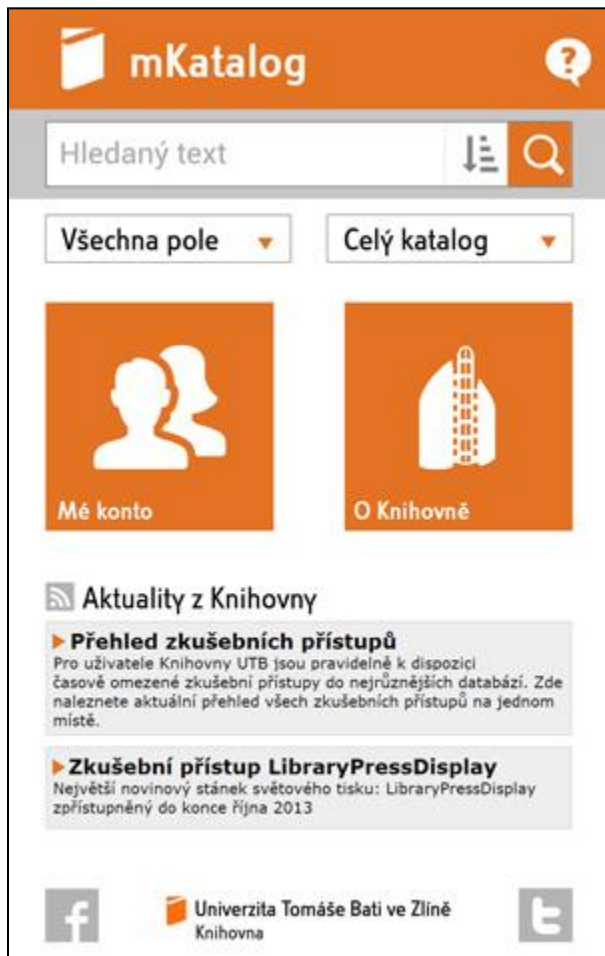 mKatalog
?
Hledaný text
Všechna pole
Celý katalog
Mé konto
O Knihovně
Aktuality z Knihovny
Přehled zkušebních přístupů
Pro uživatele Knihovny UTB jsou pravidelně k dispozici
časově omezené zkušební přístupy do nejrůznějších databází. Zde
naleznete aktuální přehled všech zkušebních přístupů na jednom
místě.
Zkušební přístup LibraryPressDisplay
Největší novinový stánek světového tisku: LibraryPressDisplay
zpřístupněný do konce října 2013
f
Univerzita Tomáše Bati ve Zlíně
Knihovna
t